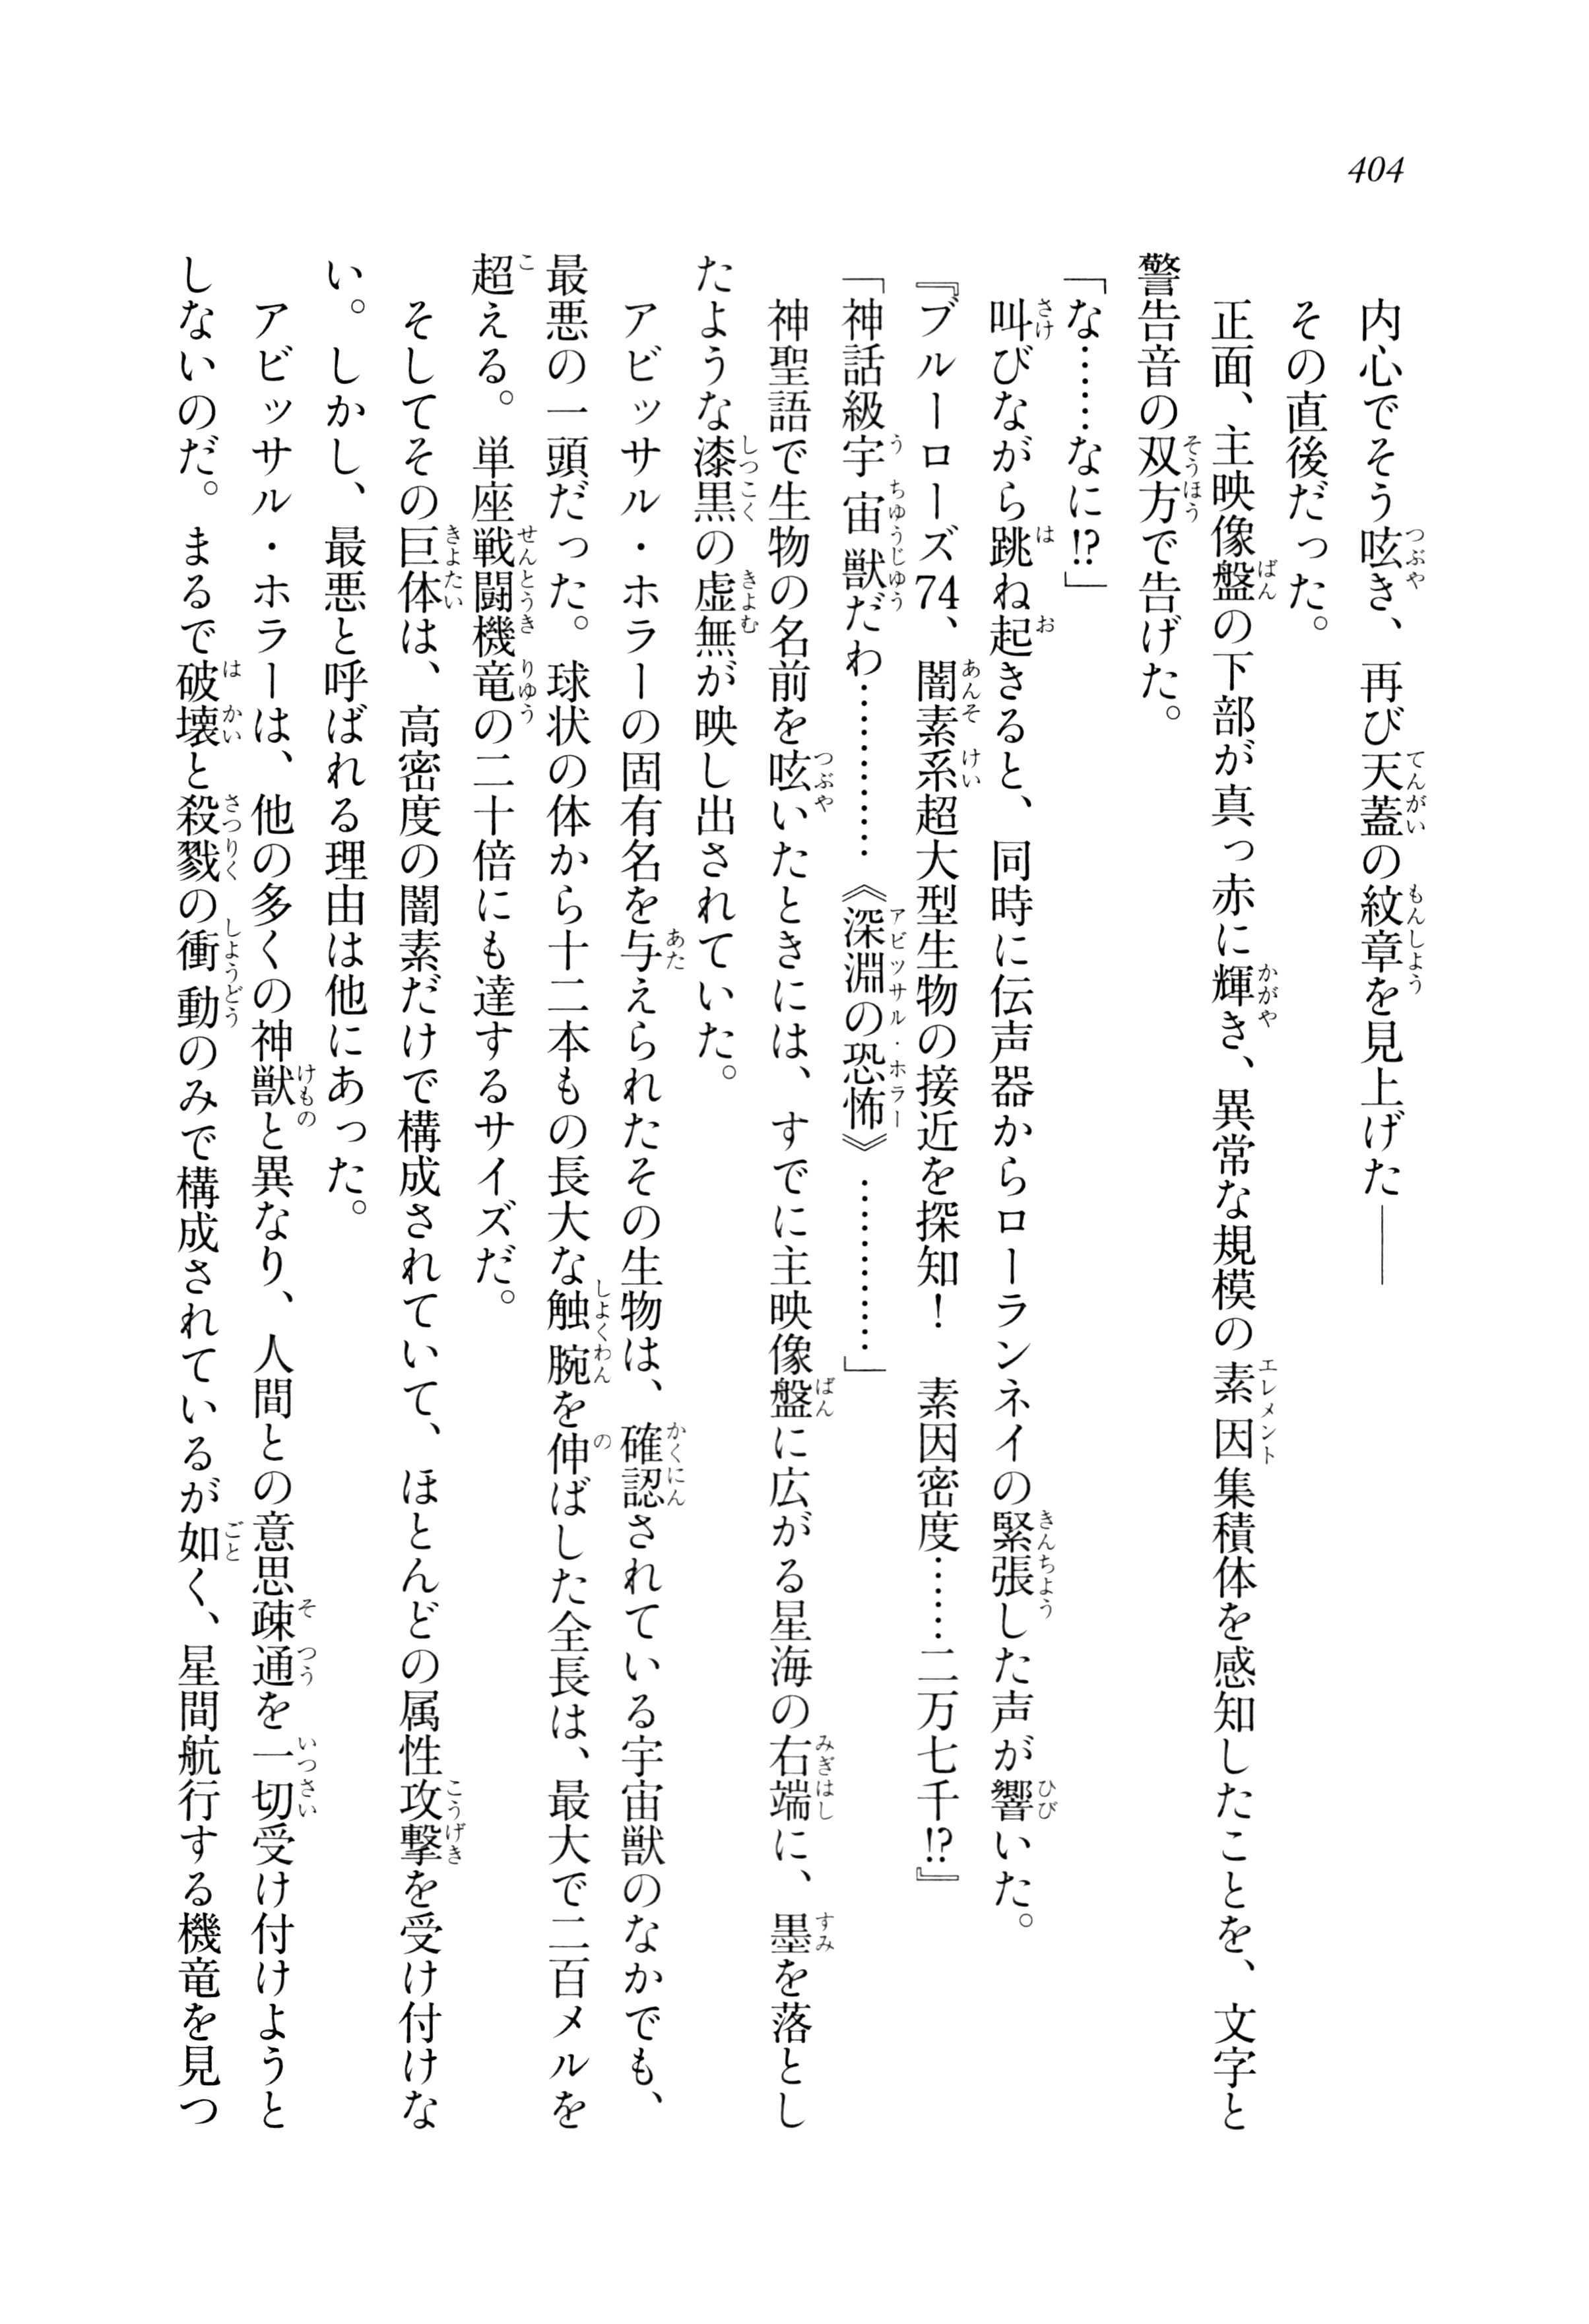 404
内心でそう呟き、再び天蓋の紋章を見上げた――
その直後だった。
正面、主映像盤の下部が真っ赤に輝き、異常な規模の素因集積体を感知したことを、文字と
警告音の双方で告げた。
「な……なに!?」
叫びながら跳ね起きると、同時に伝声器からローランネイの緊張した声が響いた。
『ブルーローズ74、闇素系超大型生物の接近を探知！　素因密度……二万七千!?』
「神話級宇宙獣だわ…………《深淵の恐怖》…………」
神聖語で生物の名前を呟いたときには、すでに主映像盤に広がる星海の右端に、墨を落とし
たような漆黒の虚無が映し出されていた。
アビッサル・ホラーの固有名を与えられたその生物は、確認されている宇宙獣のなかでも、
最悪の一頭だった。球状の体から十二本もの長大な触腕を伸ばした全長は、最大で二百メルを
超える。単座戦闘機竜の二十倍にも達するサイズだ。
そしてその巨体は、高密度の闇素だけで構成されていて、ほとんどの属性攻撃を受け付けな
い。しかし、最悪と呼ばれる理由は他にあった。
アビッサル・ホラーは、他の多くの神獣と異なり、人間との意思疎通を一切受け付けようと
しないのだ。まるで破壊と殺戮の衝動のみで構成されているが如く、星間航行する機竜を見つ